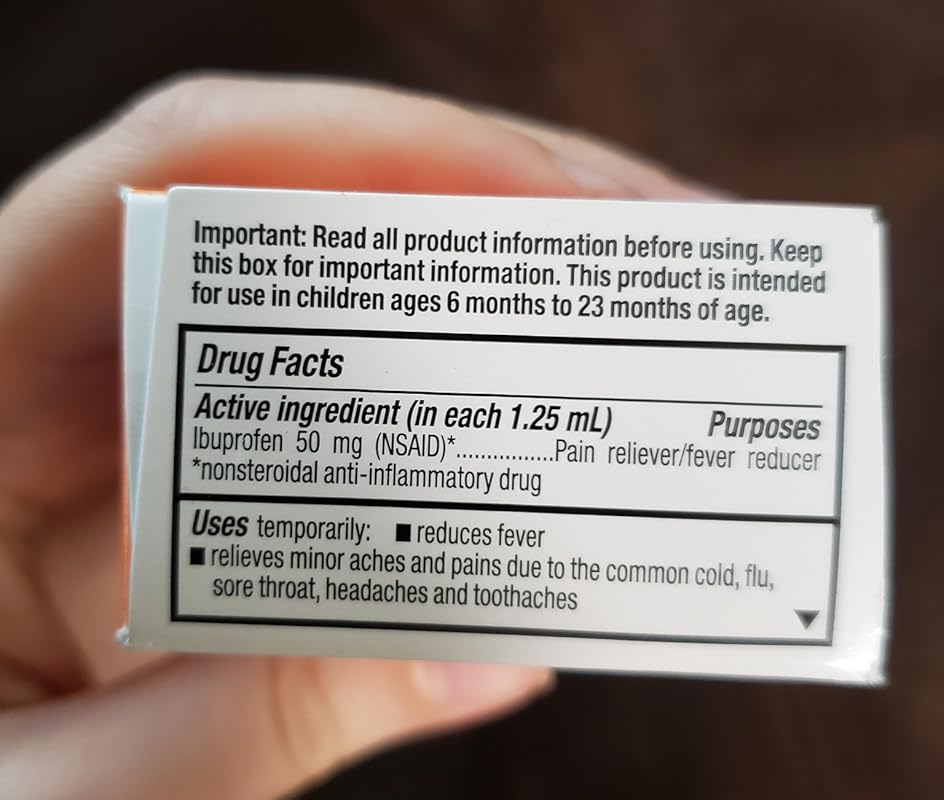 Important: Read all product information before using. Keep
this box for important information. This product is intended
for use in children ages 6 months to 23 months of age.
Drug Facts
Active ingredient (in each 1.25 mL) Purposes
Ibuprofen 50 mg (NSAID)*................Pain reliever/fever reducer
*nonsteroidal anti-inflammatory drug
Uses temporarily: ■ reduces fever
■ relieves minor aches and pains due to the common cold, flu,
sore throat, headaches and toothaches